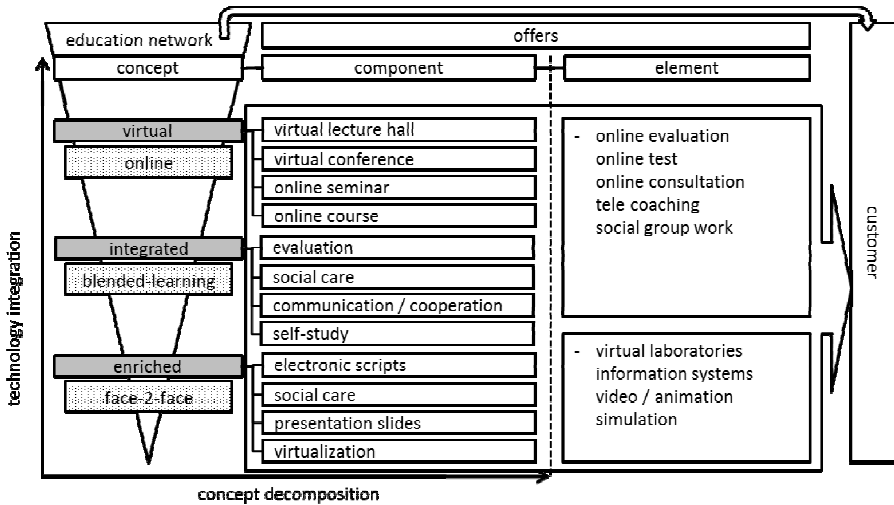 education network
offers
concept
component
element
virtual
online
virtual lecture hall
virtual conference
online seminar
online course
integrated
blended-learning
evaluation
social care
communication / cooperation
self-study
enriched
face-2-face
electronic scripts
social care
presentation slides
virtualization
- online evaluation
online test
online consultation
tele coaching
social group work
- virtual laboratories
information systems
video / animation
simulation
customer
technology integration
concept decomposition